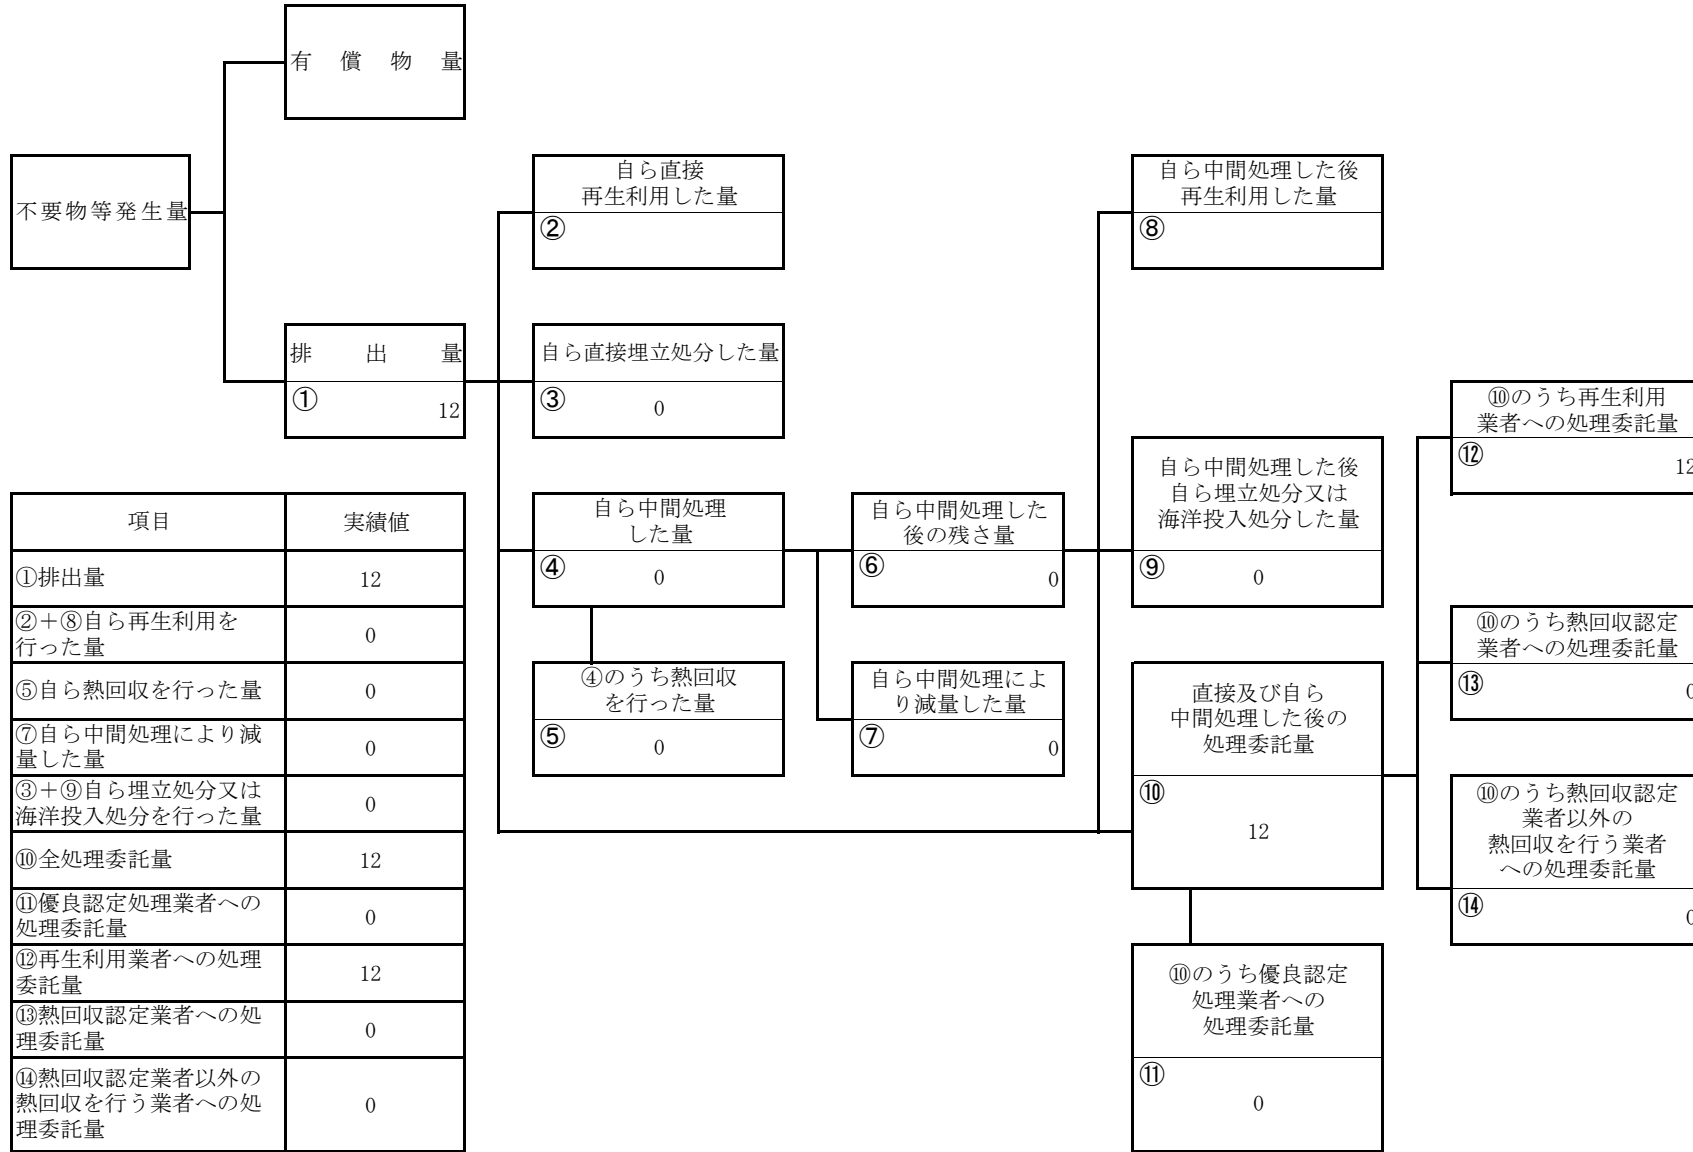 有償物量
不要物等発生量
自ら直接
再生利用した量
②
自ら中間処理した後
再生利用した量
⑧
排出量
①
12
自ら直接埋立処分した量
③
0
⑩のうち再生利用
業者への処理委託量
⑫
12
自ら中間処理
した量
④
0
自ら中間処理した
後の残さ量
⑥
0
自ら中間処理した後
自ら埋立処分又は
海洋投入処分した量
⑨
0
④のうち熱回収
を行った量
⑤
0
自ら中間処理によ
り減量した量
⑦
0
直接及び自ら
中間処理した後の
処理委託量
⑩
12
⑩のうち熱回収認定
業者への処理委託量
⑬
0
⑩のうち熱回収認定
業者以外の
熱回収を行う業者
への処理委託量
⑭
0
⑩のうち優良認定
処理業者への
処理委託量
⑪
0
項目 実績値
①排出量 12
②＋⑧自ら再生利用を
行った量 0
⑤自ら熱回収を行った量 0
⑦自ら中間処理により減
量した量 0
③＋⑨自ら埋立処分又は
海洋投入処分を行った量 0
⑩全処理委託量 12
⑪優良認定処理業者への
処理委託量 0
⑫再生利用業者への処理
委託量 12
⑬熱回収認定業者への処
理委託量 0
⑭熱回収認定業者以外の
熱回収を行う業者への処
理委託量 0